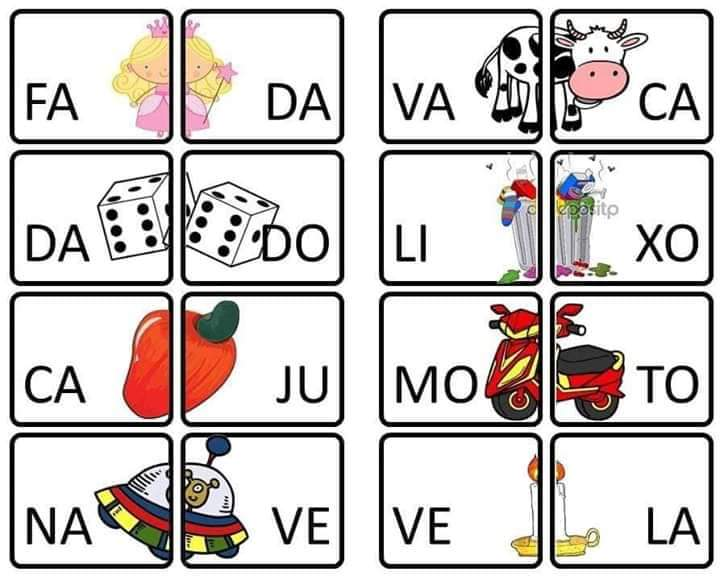 FA DA VA CA
DA DO LI XO
CA JU MO TO
NA VE VE LA